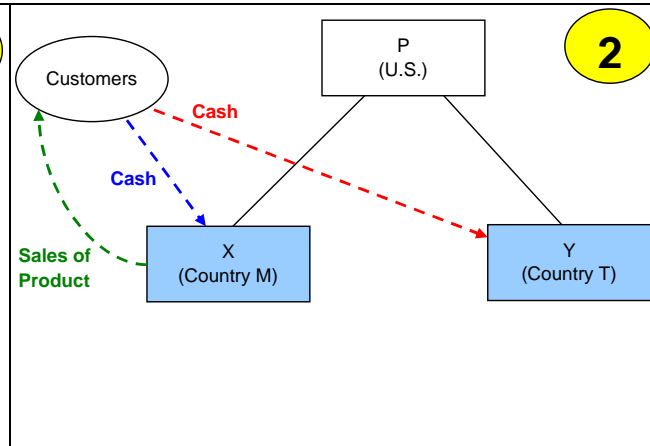 P
(U.S.)
2
Customers
Cash
Cash
X
(Country M)
Y
(Country T)
Sales of
Product